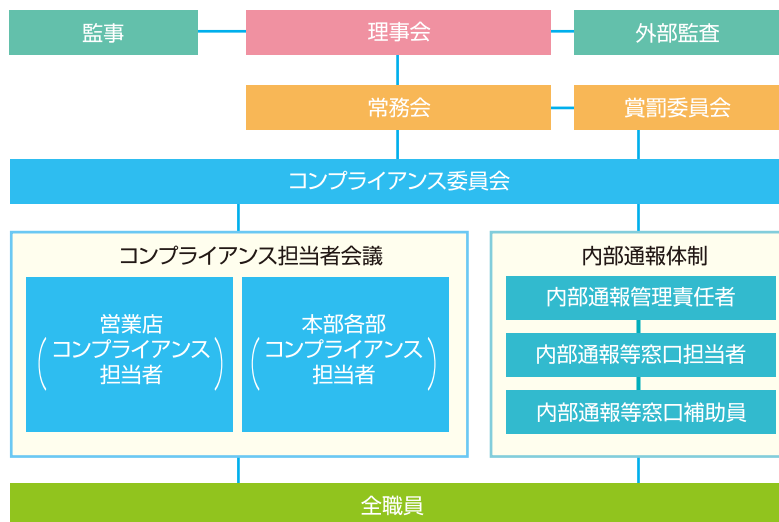 監事
理事会
外部監査
常務会
賞罰委員会
コンプライアンス委員会
コンプライアンス担当者会議
営業店
(コンプライアンス
担当者)
本部各部
(コンプライアンス
担当者)
内部通報体制
内部通報管理責任者
内部通報等窓口担当者
内部通報等窓口補助員
全職員